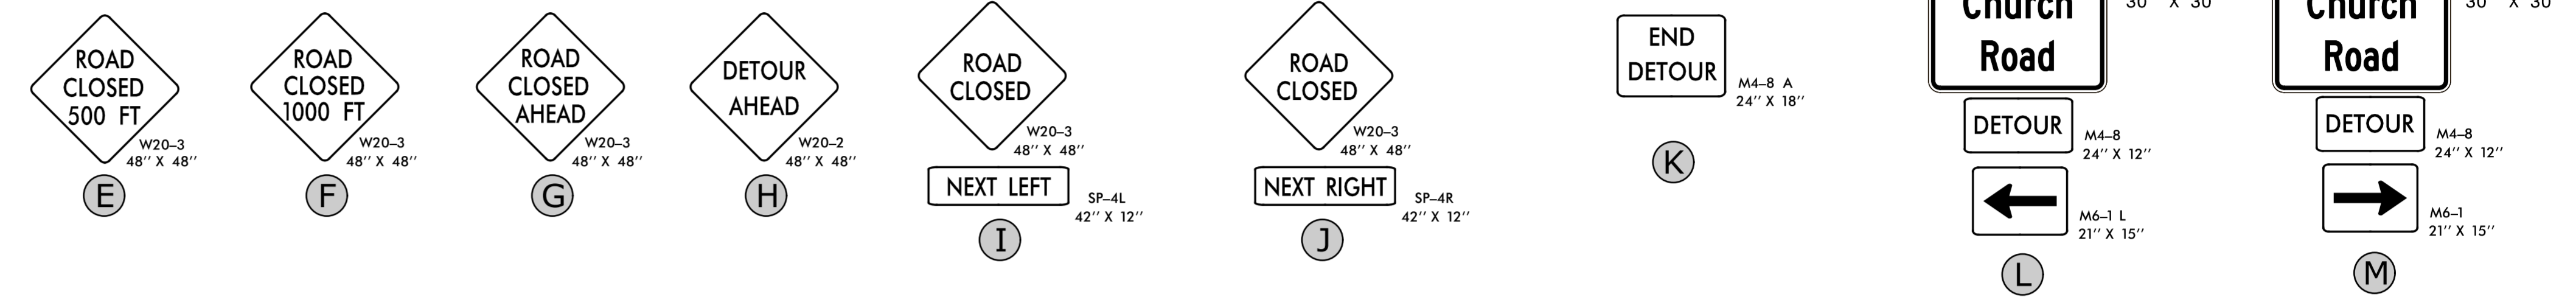 ROAD
CLOSED
500 FT
W20-3
48'' X 48''
E
ROAD
CLOSED
1000 FT
W20-3
48'' X 48''
F
ROAD
CLOSED
AHEAD
W20-3
48'' X 48''
G
DETOUR
AHEAD
W20-2
48'' X 48''
H
ROAD
CLOSED
W20-3
48'' X 48''
NEXT LEFT
SP-4L
42'' X 12''
I
ROAD
CLOSED
W20-3
48'' X 48''
NEXT RIGHT
SP-4R
42'' X 12''
J
END
DETOUR
M4-8 A
24'' X 18''
K
Church
Road
30 X 30
DETOUR
M4-8
24'' X 12''
M6-1 L
21'' X 15''
L
Church
Road
30 X 30
DETOUR
M4-8
24'' X 12''
M6-1
21'' X 15''
M